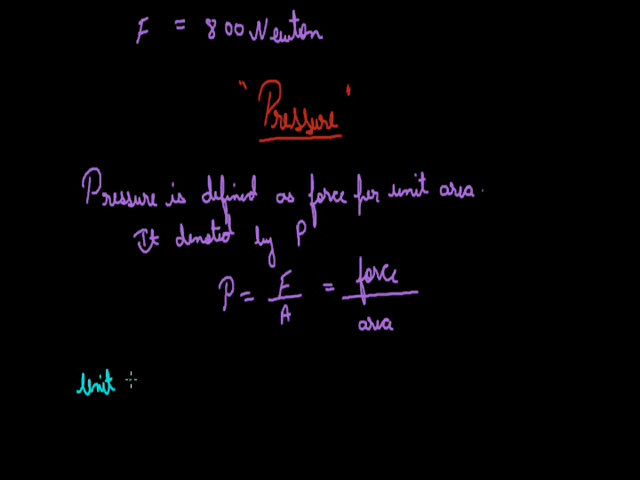 F = 800 Newton
"Pressure"
Pressure is defined as force per unit area.
It denoted by P
P = F/A = force/area
Unit